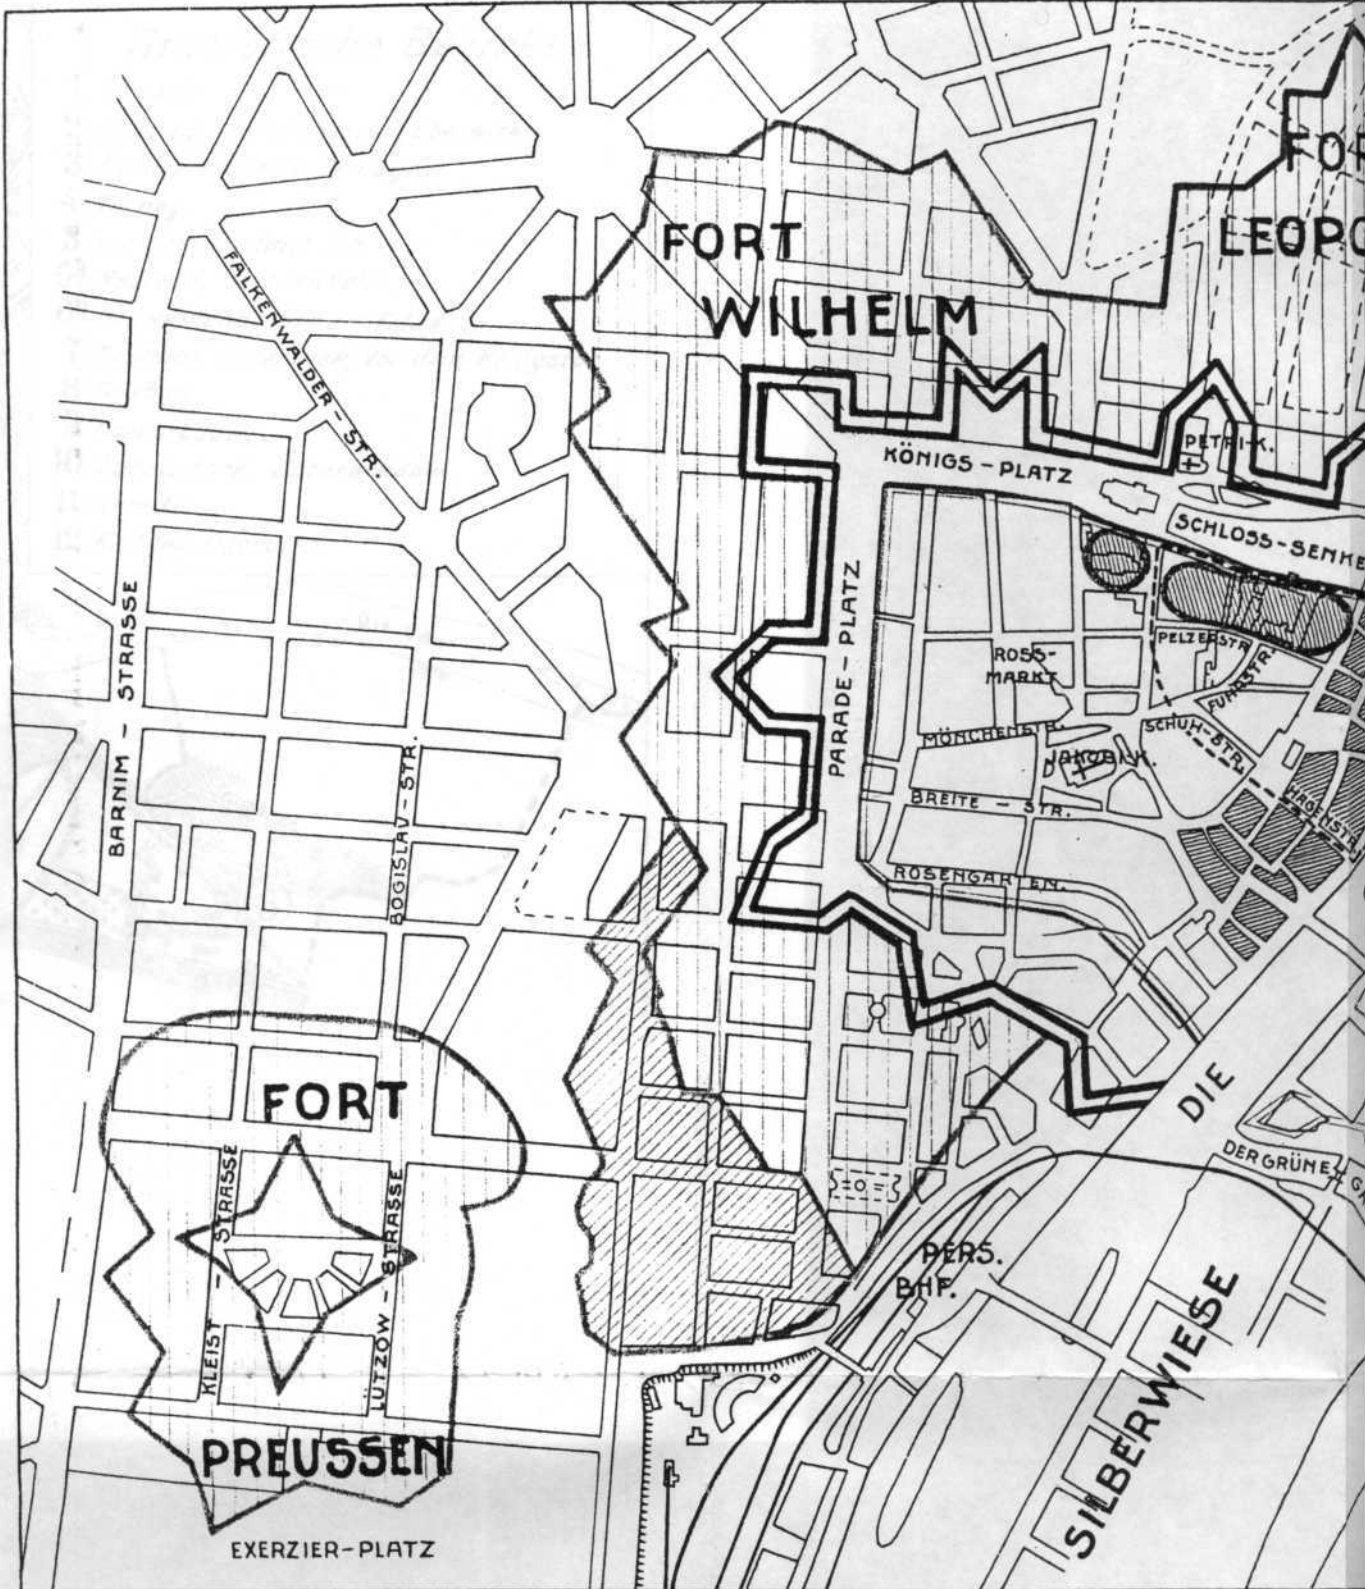 FORT
WILHELM
FALKENWALDER-STR.
KÖNIGS-PLATZ
PETRI-K.
SCHLOSS-SENKE
BARNIM-STRASSE
BOGISLAV-STR.
PARADE-PLATZ
ROSS-
MARKT
PELZERSTR.
FUHRSTR.
MÖNCHENSTR.
SCHUH-STR.
JAKOBI-K.
BREITE-STR.
HAGENSTR.
ROSENGARTEN.
FORT
PREUSSEN
KLEIST-STRASSE
LÜTZOW-STRASSE
EXERZIER-PLATZ
DIE
DER GRÜNE
PERS.
BHF.
SILBERWIESE